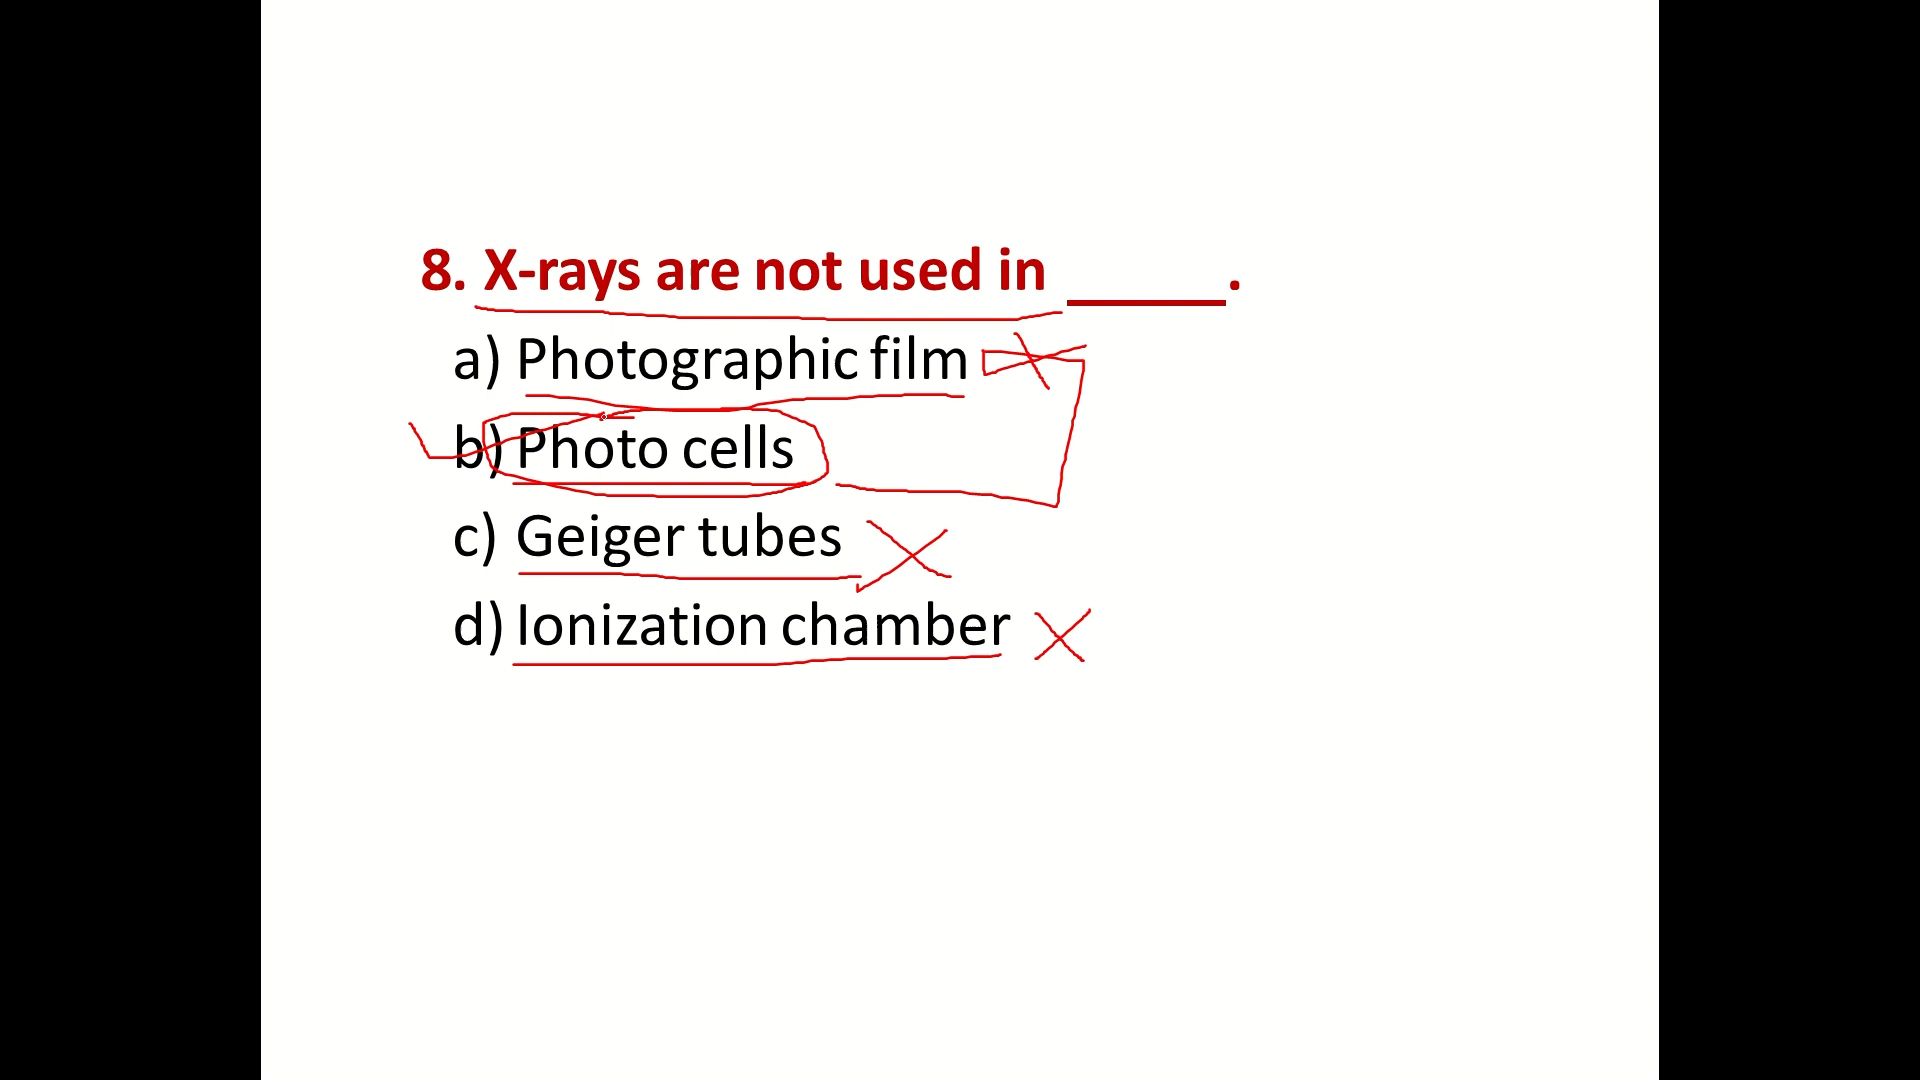 8. X-rays are not used in _____.
a) Photographic film
b) Photo cells
c) Geiger tubes
d) Ionization chamber